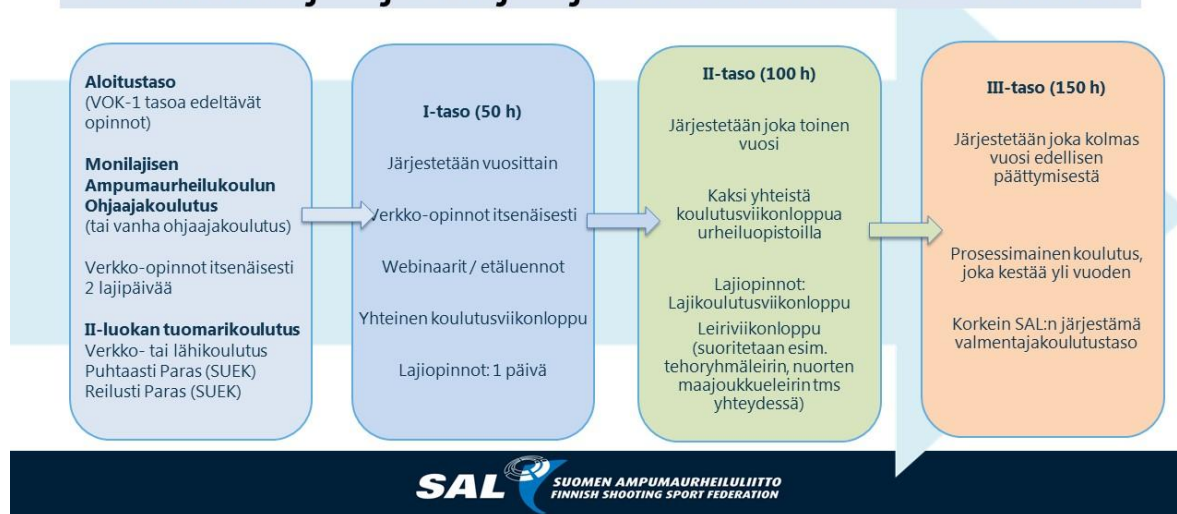 Aloitustaso
(VOK-1 tasoa edeltävät
opinnot)
Monilajisen
Ampumaurheilukoulun
Ohjaajakoulutus
(tai vanha ohjaajakoulutus)
Verkko-opinnot itsenäisesti
2 lajipäivää
II-luokan tuomarikoulutus
Verkko- tai lähikoulutus
Puhtaasti Paras (SUEK)
Reilusti Paras (SUEK)
I-taso (50 h)
Järjestetään vuosittain
Verkko-opinnot itsenäisesti
Webinaarit / etäluennot
Yhteinen koulutusviikonloppu
Lajiopinnot: 1 päivä
II-taso (100 h)
Järjestetään joka toinen
vuosi
Kaksi yhteistä
koulutusviikonloppua
urheiluopistoilla
Lajiopinnot:
Lajikoulutusviikonloppu
Leiriviikonloppu
(suoritetaan esim.
tehoryhmäleirin, nuorten
maajoukkueleirin tms
yhteydessä)
III-taso (150 h)
Järjestetään joka kolmas
vuosi edellisen
päättymisestä
Prosessimainen koulutus,
joka kestää yli vuoden
Korkein SAL:n järjestämä
valmentajakoulutustaso
SAL
SUOMEN AMPUMAURHEILULIITTO
FINNISH SHOOTING SPORT FEDERATION